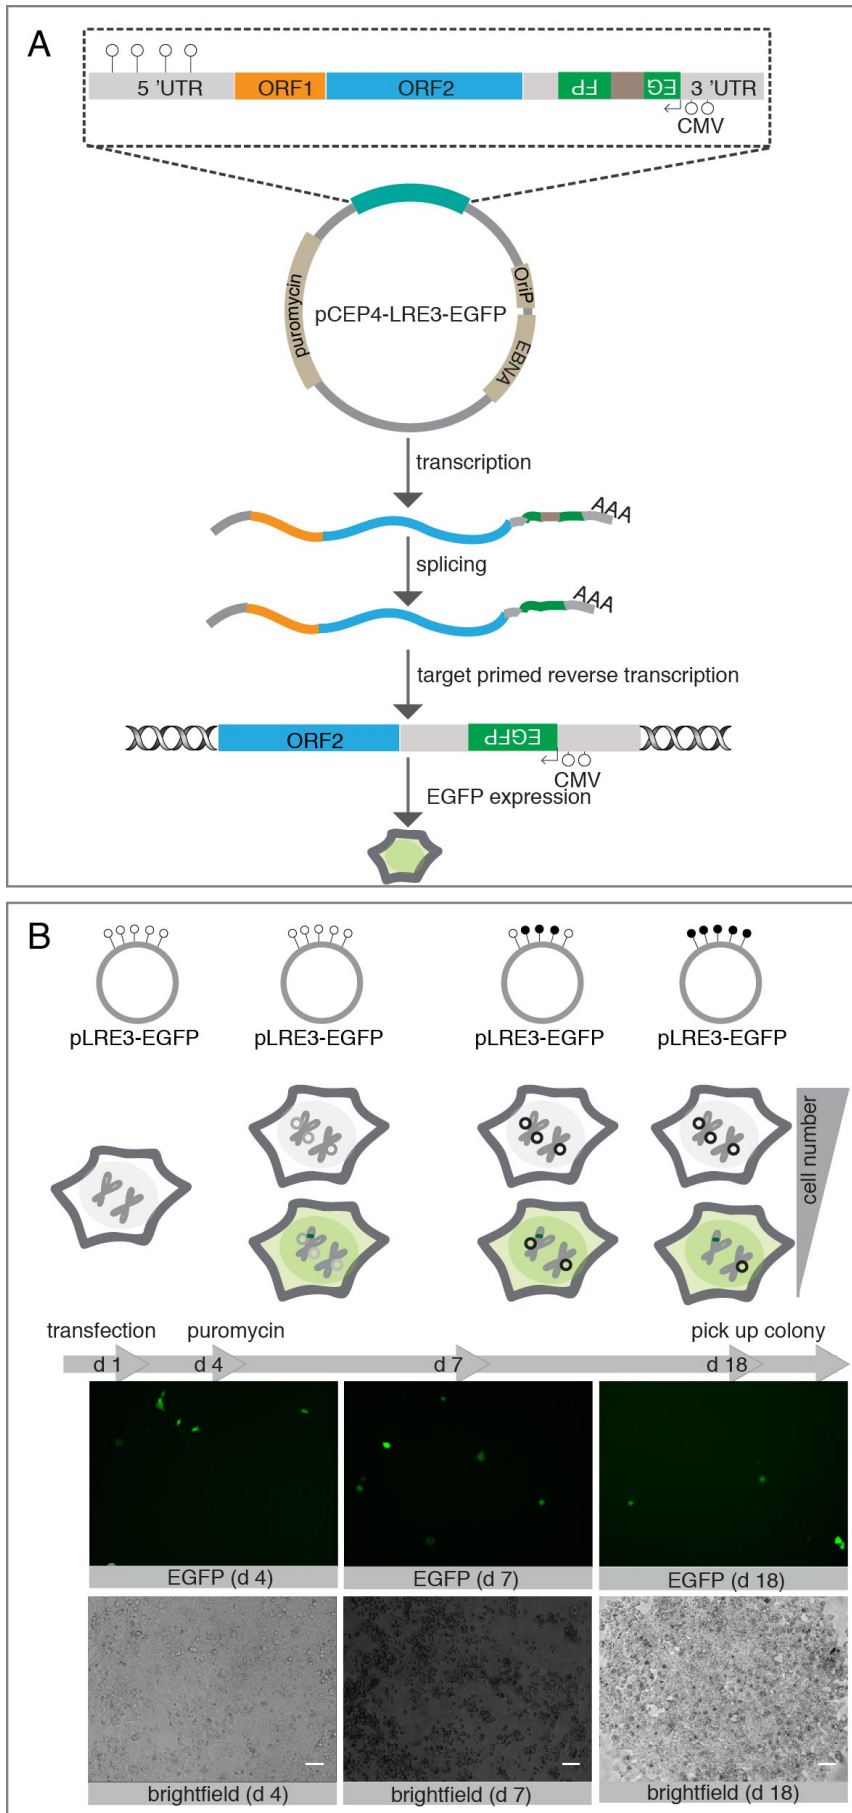 A
5 'UTR ORF1 ORF2 FP EG 3 'UTR
CMV
puromycin
pCEP4-LRE3-EGFP
OriP
EBNA
transcription
AAA
splicing
AAA
target primed reverse transcription
ORF2 EGFP
CMV
EGFP expression
B
pLRE3-EGFP pLRE3-EGFP pLRE3-EGFP pLRE3-EGFP
cell number
transfection puromycin pick up colony
d 1 d 4 d 7 d 18
EGFP (d 4) EGFP (d 7) EGFP (d 18)
brightfield (d 4) brightfield (d 7) brightfield (d 18)